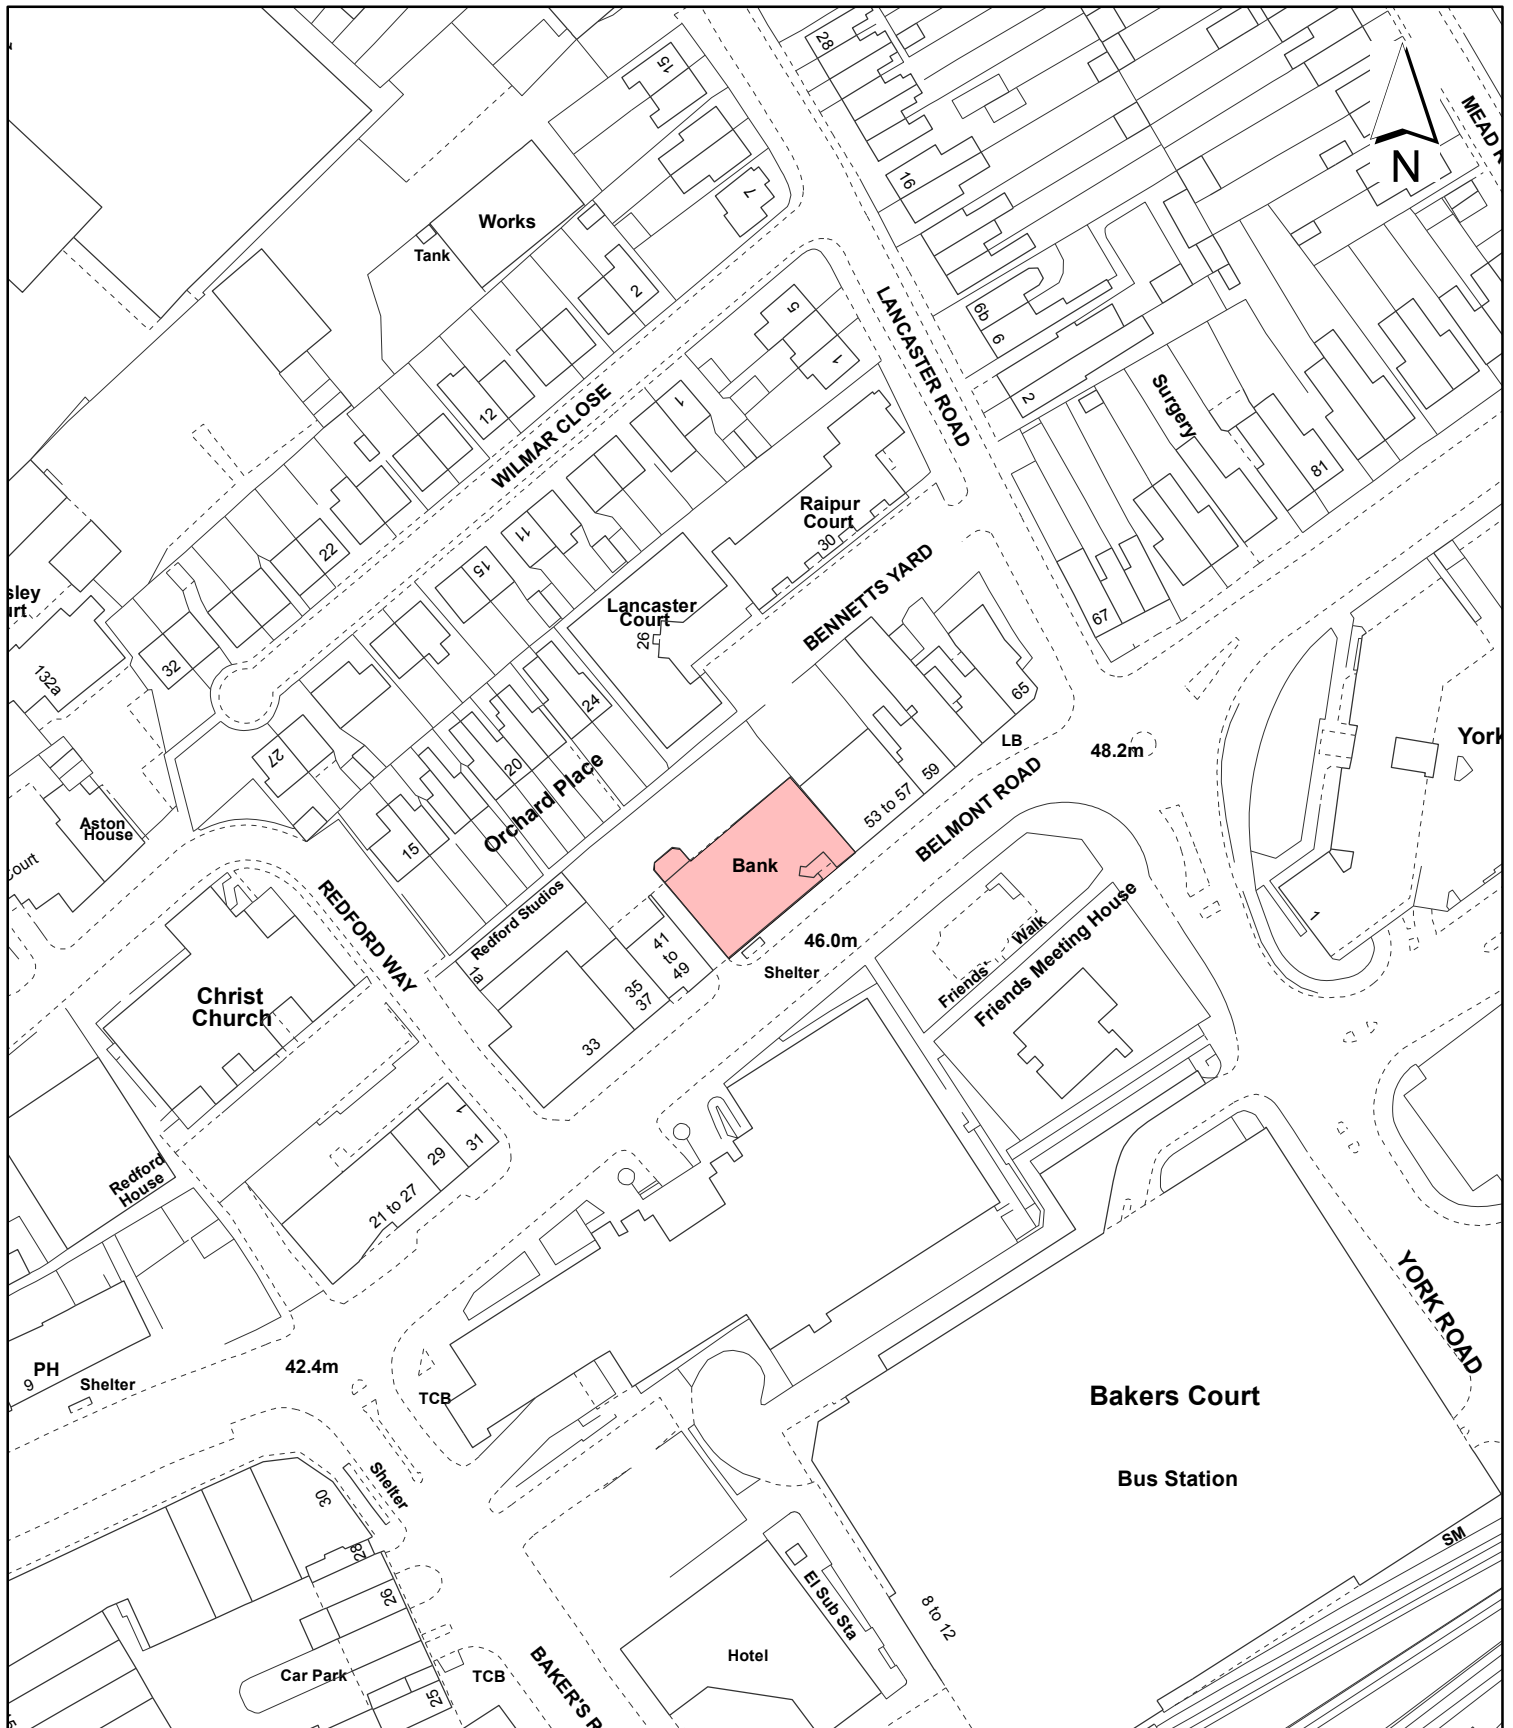 28
15
MEAD R
N
16
7
Works
Tank
2
LANCASTER ROAD
5
6b
6
1
2
Surgery
12
WILMAR CLOSE
1
81
Raipur
Court
30
11
22
15
BENNETTS YARD
Lancaster
Court
26
67
sley
urt
32
132a
24
65
27
LB
48.2m
York
20
Orchard Place
59
53 to 57
BELMONT ROAD
Aston
House
Court
15
Bank
REDFORD WAY
Redford Studios
1a
41
to
49
46.0m
Shelter
Walk
Friends'
Friends Meeting House
1
35
37
33
Christ
Church
1
31
29
21 to 27
Redford
House
YORK ROAD
42.4m
PH
9
Shelter
TCB
Bakers Court
Bus Station
Shelter
30
28
26
SM
El Sub Sta
8 to 12
Hotel
Car Park
TCB
25
BAKER'S R